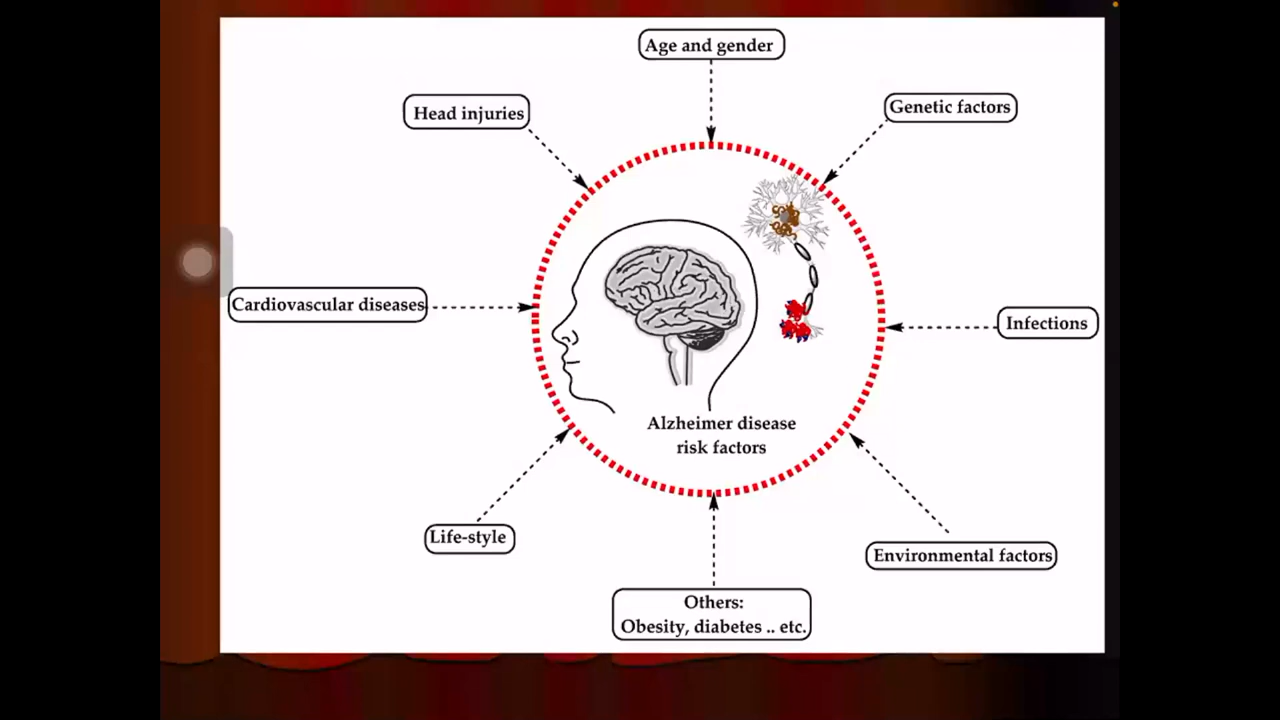 Age and gender
Head injuries
Genetic factors
Cardiovascular diseases
Infections
Alzheimer disease
risk factors
Life-style
Environmental factors
Others:
Obesity, diabetes .. etc.